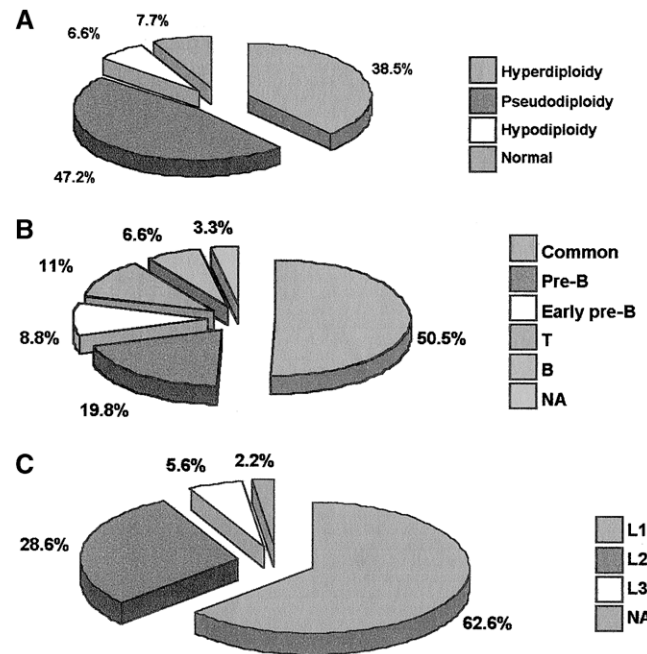 A
7.7%
6.6%
38.5%
47.2%
Hyperdiploidy
Pseudodiploidy
Hypodiploidy
Normal
B
3.3%
6.6%
11%
8.8%
50.5%
19.8%
Common
Pre-B
Early pre-B
T
B
NA
C
5.6%
2.2%
28.6%
62.6%
L1
L2
L3
NA